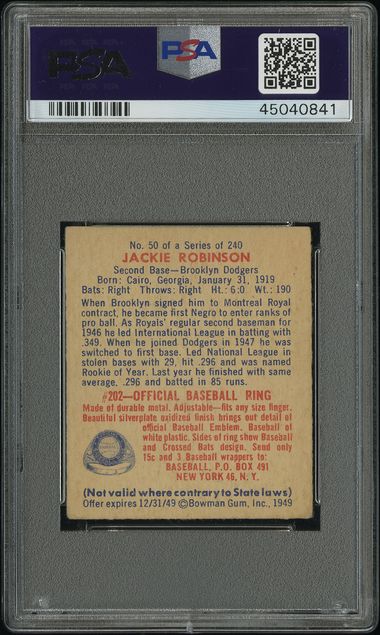 PSA
PSA
45040841
No. 50 of a Series of 240
JACKIE ROBINSON
Second Base—Brooklyn Dodgers
Born: Cairo, Georgia, January 31, 1919
Bats: Right Throws: Right Ht.: 6:0 Wt.: 190
When Brooklyn signed him to Montreal Royal
contract, he became first Negro to enter ranks of
pro ball. As Royals' regular second baseman for
1946 he led International League in batting with
.349. When he joined Dodgers in 1947 he was
switched to first base. Led National League in
stolen bases with 29, hit .296 and was named
Rookie of Year. Last year he finished with same
average, .296 and batted in 85 runs.
#202—OFFICIAL BASEBALL RING
Made of durable metal. Adjustable—fits any size finger.
Beautiful silverplate oxidized finish brings out detail of
official Baseball Emblem. Baseball of
white plastic. Sides of ring show Baseball
and Crossed Bats design. Send only
15c and 3 Baseball wrappers to:
BASEBALL, P.O. BOX 491
NEW YORK 46, N. Y.
(Not valid where contrary to State laws)
Offer expires 12/31/49 ©Bowman Gum, Inc., 1949